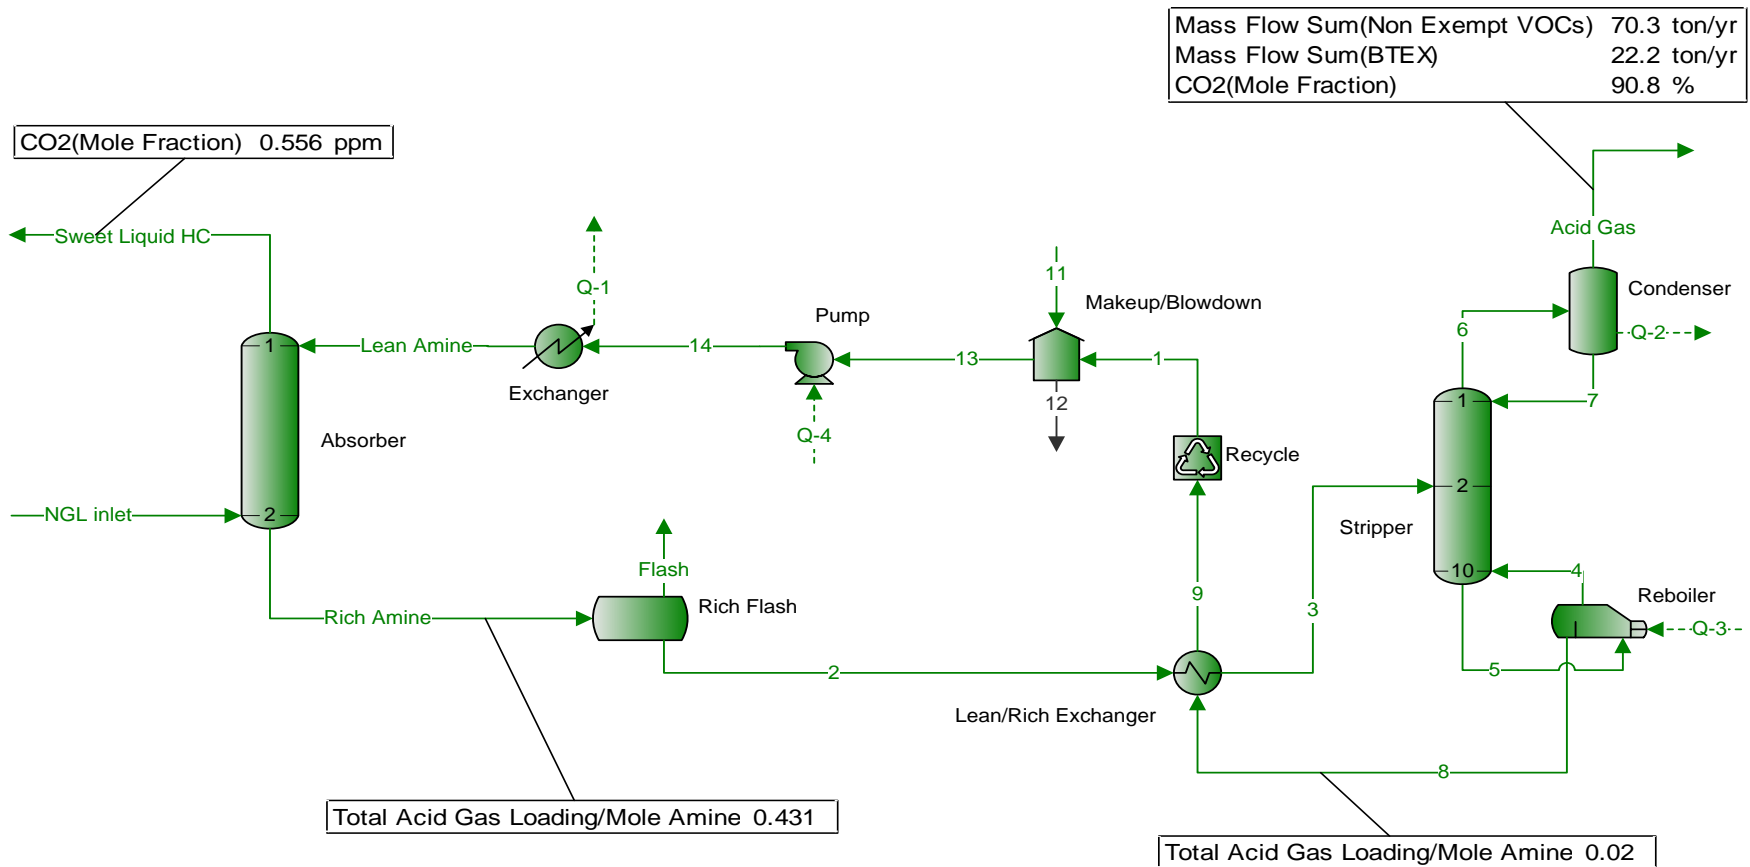 Mass Flow Sum(Non Exempt VOCs) 70.3 ton/yr
Mass Flow Sum(BTEX) 22.2 ton/yr
CO2(Mole Fraction) 90.8 %
CO2(Mole Fraction) 0.556 ppm
Sweet Liquid HC
Acid Gas
Q-1
11
Makeup/Blowdown
Condenser
Pump
6
Q-2
1
Lean Amine
14
13
1
Exchanger
12
1
7
Absorber
Q-4
Recycle
2
NGL inlet
2
Stripper
Flash
10
4
9
Rich Flash
3
Reboiler
Rich Amine
Q-3
2
5
Lean/Rich Exchanger
8
Total Acid Gas Loading/Mole Amine 0.431
Total Acid Gas Loading/Mole Amine 0.02